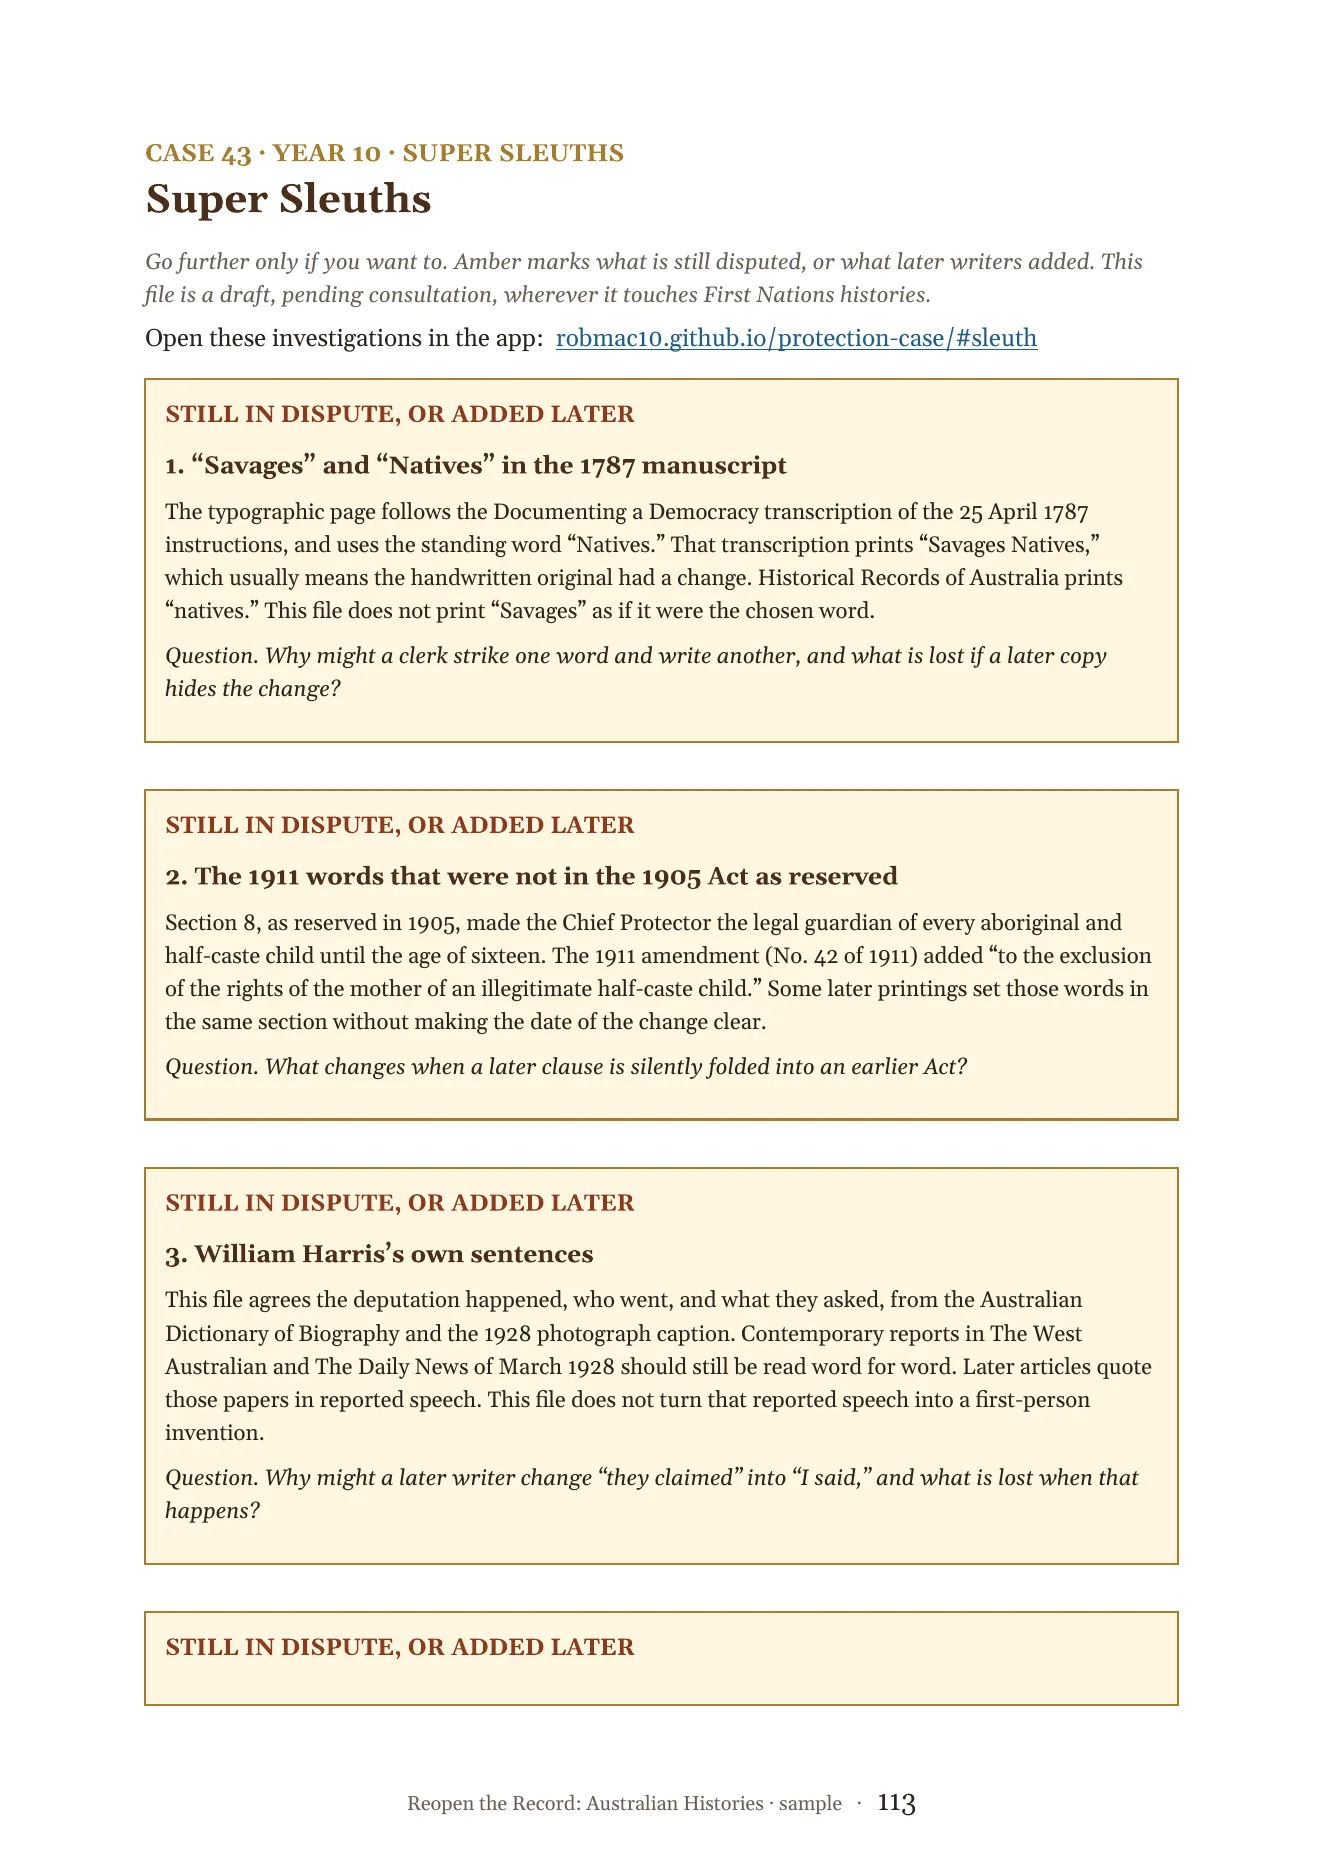 CASE 43 · YEAR 10 · SUPER SLEUTHS
Super Sleuths
Go further only if you want to. Amber marks what is still disputed, or what later writers added. This
file is a draft, pending consultation, wherever it touches First Nations histories.
Open these investigations in the app: robmac10.github.io/protection-case/#sleuth
STILL IN DISPUTE, OR ADDED LATER
1. “Savages” and “Natives” in the 1787 manuscript
The typographic page follows the Documenting a Democracy transcription of the 25 April 1787
instructions, and uses the standing word “Natives.” That transcription prints “Savages Natives,”
which usually means the handwritten original had a change. Historical Records of Australia prints
“natives.” This file does not print “Savages” as if it were the chosen word.
Question. Why might a clerk strike one word and write another, and what is lost if a later copy
hides the change?
STILL IN DISPUTE, OR ADDED LATER
2. The 1911 words that were not in the 1905 Act as reserved
Section 8, as reserved in 1905, made the Chief Protector the legal guardian of every aboriginal and
half-caste child until the age of sixteen. The 1911 amendment (No. 42 of 1911) added “to the exclusion
of the rights of the mother of an illegitimate half-caste child.” Some later printings set those words in
the same section without making the date of the change clear.
Question. What changes when a later clause is silently folded into an earlier Act?
STILL IN DISPUTE, OR ADDED LATER
3. William Harris’s own sentences
This file agrees the deputation happened, who went, and what they asked, from the Australian
Dictionary of Biography and the 1928 photograph caption. Contemporary reports in The West
Australian and The Daily News of March 1928 should still be read word for word. Later articles quote
those papers in reported speech. This file does not turn that reported speech into a first-person
invention.
Question. Why might a later writer change “they claimed” into “I said,” and what is lost when that
happens?
STILL IN DISPUTE, OR ADDED LATER
Reopen the Record: Australian Histories · sample · 113